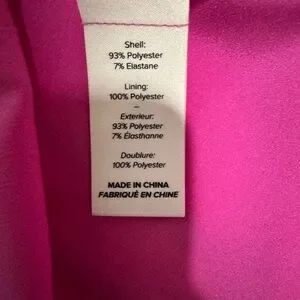 Shell:
93% Polyester
7% Elastane
Lining:
100% Polyester
–
Exterieur:
93% Polyester
7% Élasthanne
Doublure:
100% Polyester
MADE IN CHINA
FABRIQUÉ EN CHINE